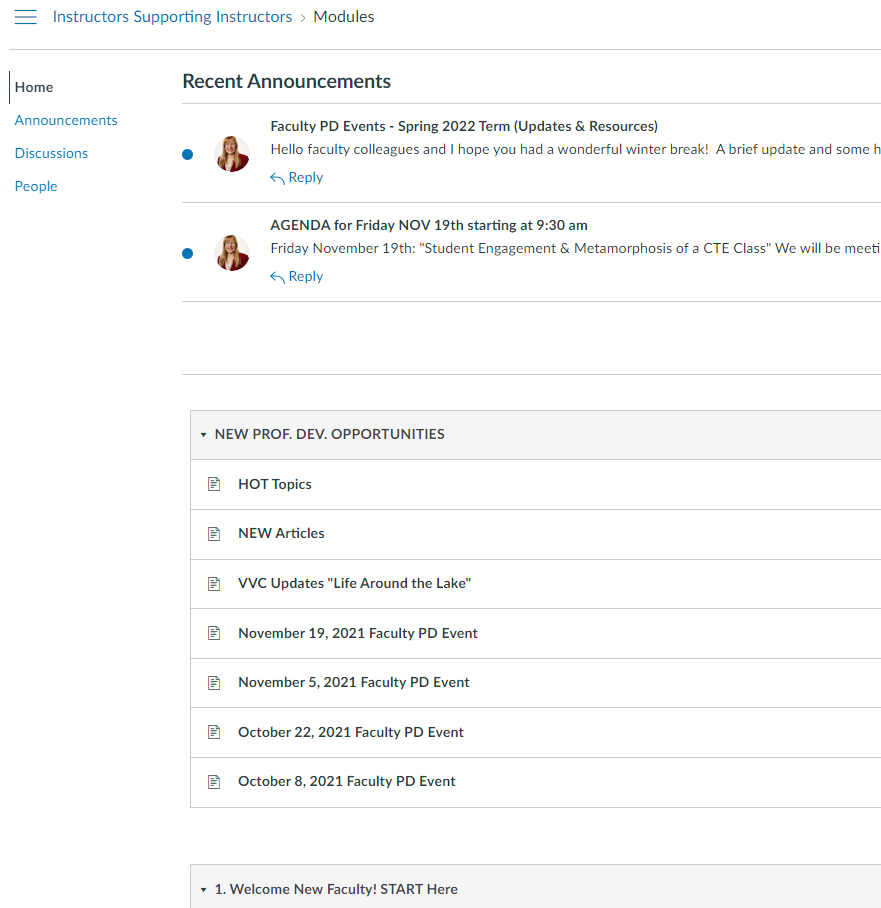 Instructors Supporting Instructors › Modules
Home
Announcements
Discussions
People
Recent Announcements
Faculty PD Events - Spring 2022 Term (Updates & Resources)
Hello faculty colleagues and I hope you had a wonderful winter break!  A brief update and some h
Reply
AGENDA for Friday NOV 19th starting at 9:30 am
Friday November 19th: "Student Engagement & Metamorphosis of a CTE Class" We will be meeti
Reply
NEW PROF. DEV. OPPORTUNITIES
HOT Topics
NEW Articles
VVC Updates "Life Around the Lake"
November 19, 2021 Faculty PD Event
November 5, 2021 Faculty PD Event
October 22, 2021 Faculty PD Event
October 8, 2021 Faculty PD Event
1. Welcome New Faculty! START Here